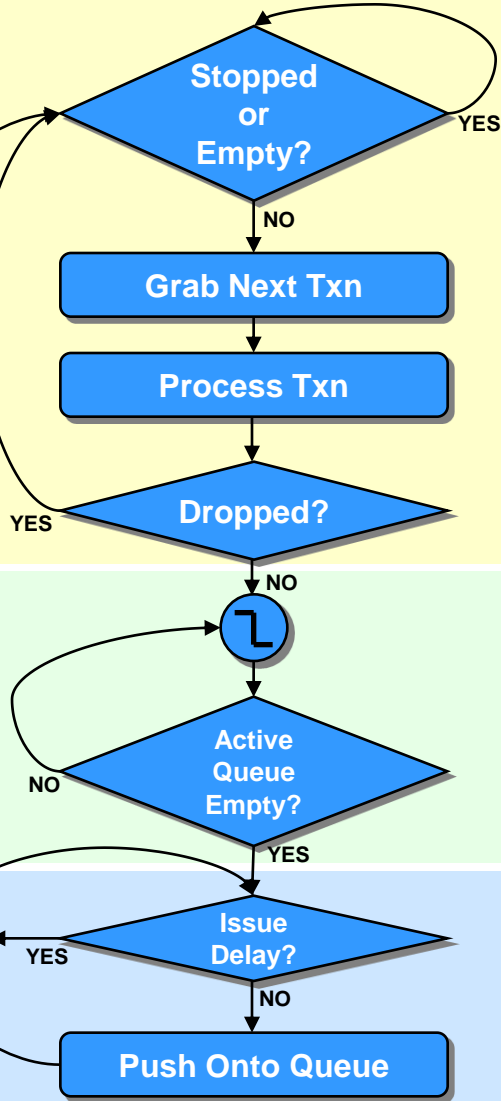 Stopped
or
Empty?
YES
NO
Grab Next Txn
Process Txn
Dropped?
YES
NO
Active
Queue
Empty?
NO
YES
Issue
Delay?
YES
NO
Push Onto Queue